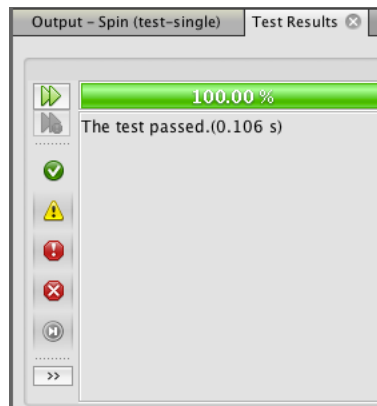 Output - Spin (test-single) Test Results
100.00 %
The test passed.(0.106 s)
>>